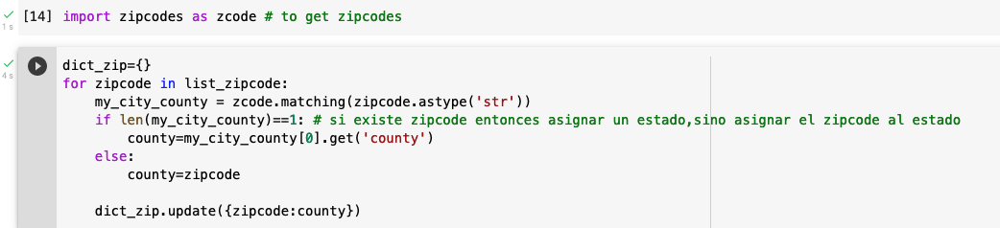 [14] import zipcodes as zcode # to get zipcodes
1 s
4 s
dict_zip={}
for zipcode in list_zipcode:
    my_city_county = zcode.matching(zipcode.astype('str'))
    if len(my_city_county)==1: # si existe zipcode entonces asignar un estado,sino asignar el zipcode al estado
        county=my_city_county[0].get('county')
    else:
        county=zipcode
    dict_zip.update({zipcode:county})